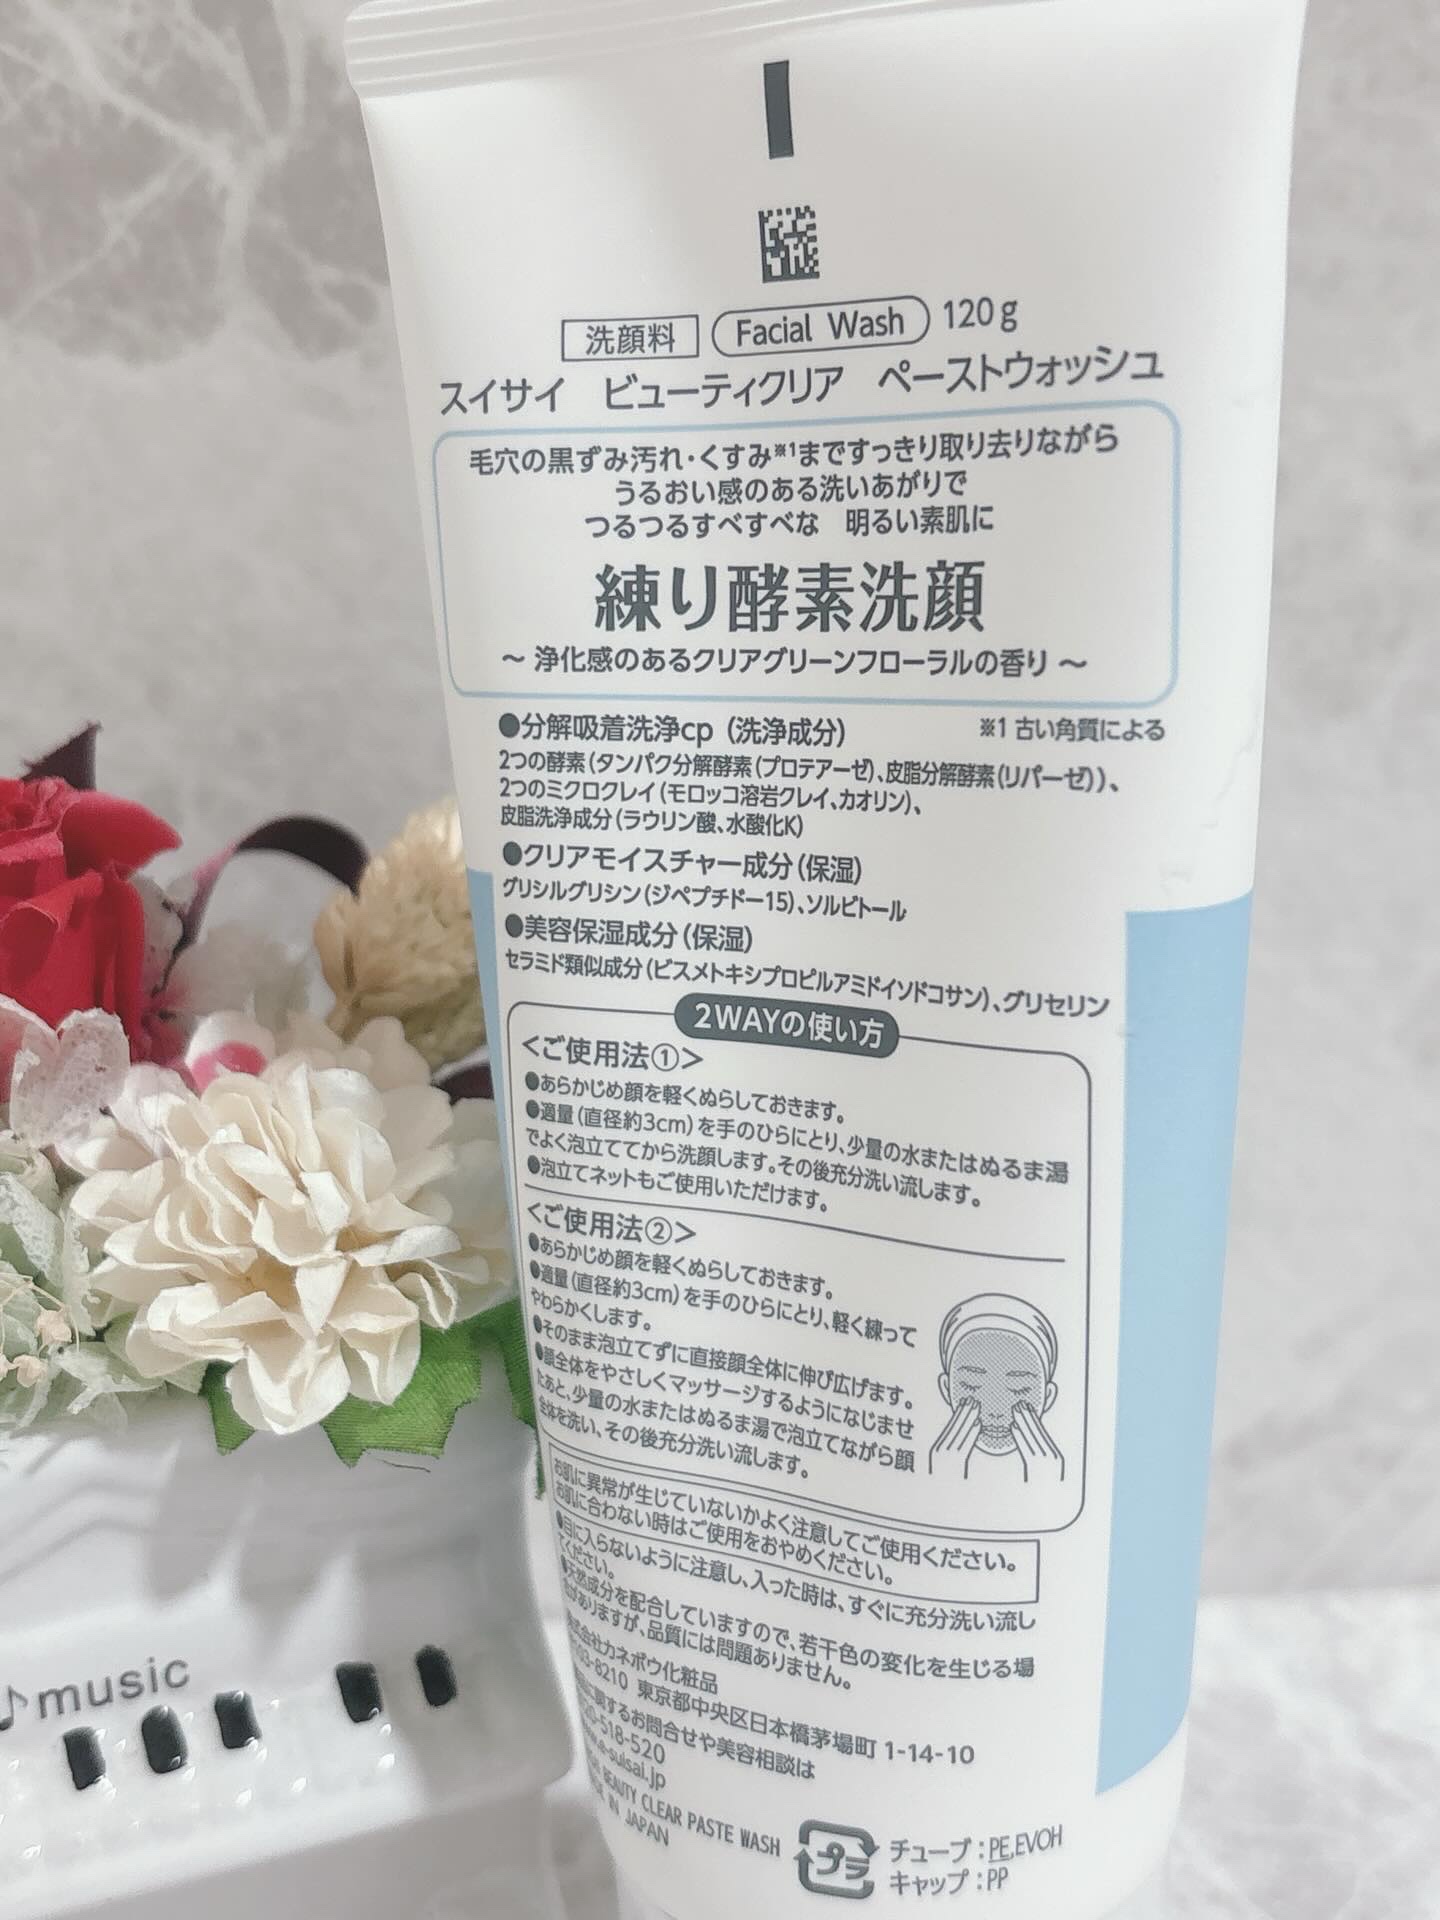 洗顔料 Facial Wash 120g
スイサイ ビューティクリア ペーストウォッシュ
毛穴の黒ずみ汚れ・くすみ※1まですっきり取り去りながら
うるおい感のある洗いあがりで
つるつるすべすべな 明るい素肌に
練り酵素洗顔
～ 浄化感のあるクリアグリーンフローラルの香り ～
●分解吸着洗浄cp (洗浄成分) ※1 古い角質による
2つの酵素(タンパク分解酵素(プロテアーゼ)、皮脂分解酵素(リパーゼ))、
2つのミクロクレイ(モロッコ溶岩クレイ、カオリン)、
皮脂洗浄成分(ラウリン酸、水酸化K)
●クリアモイスチャー成分(保湿)
グリシルグリシン(ジペプチド-15)、ソルビトール
●美容保湿成分(保湿)
セラミド類似成分(ビスメトキシプロピルアミドイソドコサン)、グリセリン
2WAYの使い方
<ご使用法①>
●あらかじめ顔を軽くぬらしておきます。
●適量(直径約3cm)を手のひらにとり、少量の水またはぬるま湯
でよく泡立ててから洗顔します。その後充分洗い流します。
●泡立てネットもご使用いただけます。
<ご使用法②>
●あらかじめ顔を軽くぬらしておきます。
●適量(直径約3cm)を手のひらにとり、軽く練って
やわらかくします。
●そのまま泡立てずに直接顔全体に伸び広げます。
●顔全体をやさしくマッサージするようになじませ
たあと、少量の水またはぬるま湯で泡立てながら顔
全体を洗い、その後充分洗い流します。
お肌に異常が生じていないかよく注意してご使用ください。
お肌に合わない時はご使用をおやめください。
●目に入らないように注意し、入った時は、すぐに充分洗い流し
てください。
●天然成分を配合していますので、若干色の変化を生じる場
合がありますが、品質には問題ありません。
株式会社カネボウ化粧品
103-8210 東京都中央区日本橋茅場町 1-14-10
に関するお問合せや美容相談は
-518-520
-suisai.jp
BEAUTY CLEAR PASTE WASH
IN JAPAN
プラ
チューブ:PE,EVOH
キャップ:PP
♪music